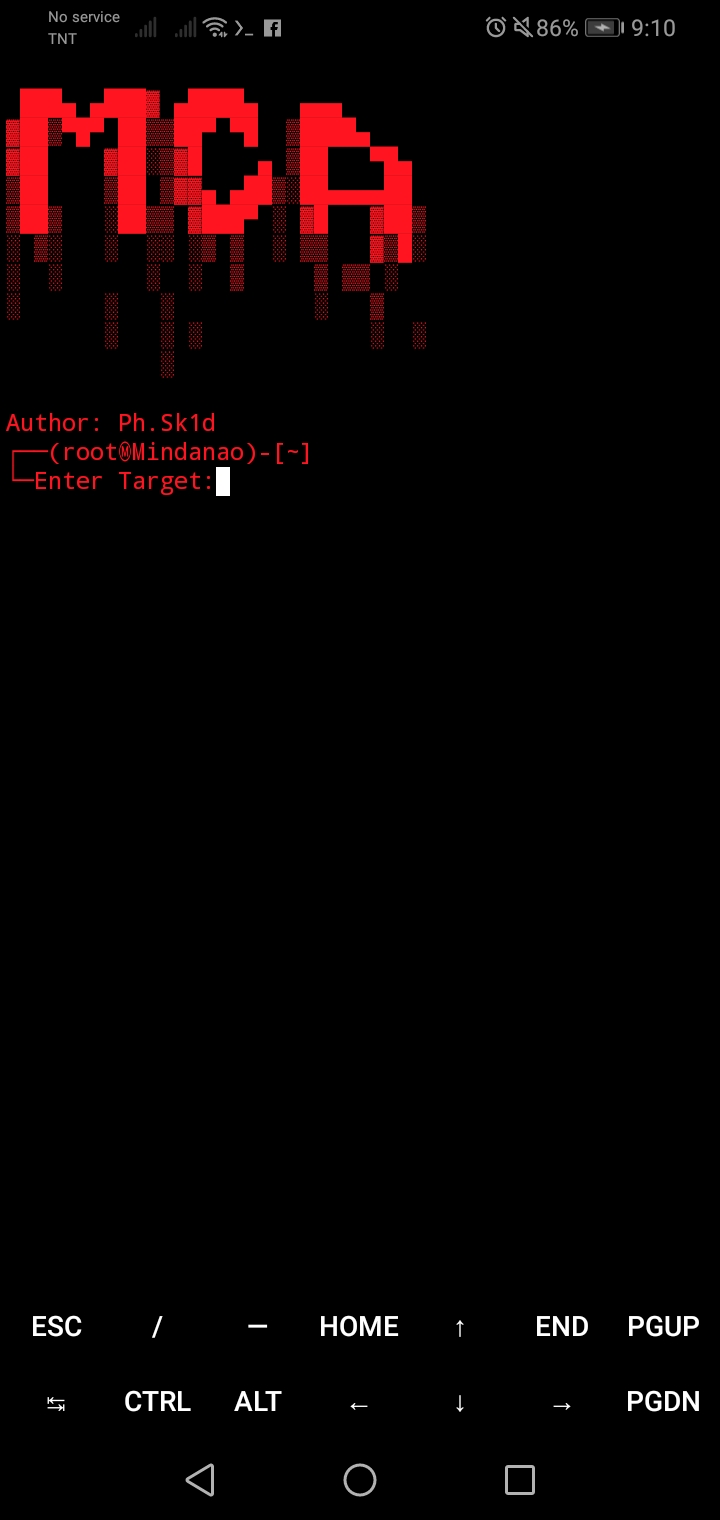 No service
TNT
86% 9:10
MCA
Author: Ph.Sk1d
┌──(root㉿Mindanao)-[~]
└─Enter Target:
ESC / — HOME ↑ END PGUP
↹ CTRL ALT ← ↓ → PGDN